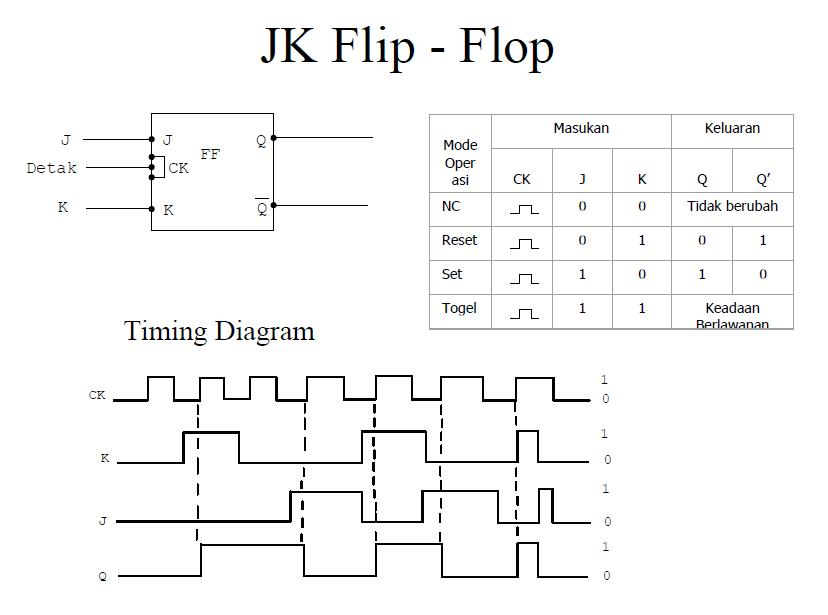 JK Flip - Flop
J
Detak
K
J
CK
K
FF
Q
Q
Mode Masukan Keluaran
Oper
asi CK J K Q Q′
NC 0 0 Tidak berubah
Reset 0 1 0 1
Set 1 0 1 0
Togel 1 1 Keadaan
Berlawanan
Timing Diagram
CK 1
0
K 1
0
J 1
0
Q 1
0